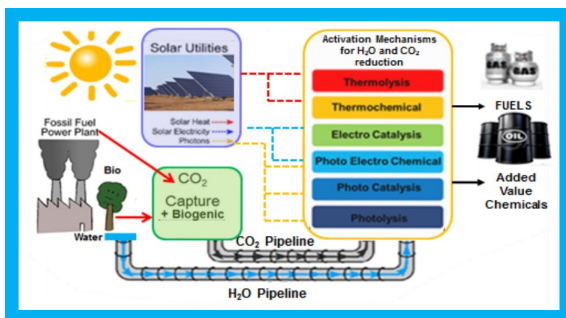 Solar Utilities
Solar Heat
Solar Electricity
Photons
Activation Mechanisms
for H₂O and CO₂
reduction
Thermolysis
Thermochemical
Electro Catalysis
Photo Electro Chemical
Photo Catalysis
Photolysis
GAS
GAS
FUELS
OIL
Added
Value
Chemicals
Fossil Fuel
Power Plant
Bio
Water
CO₂
Capture
+ Biogenic
CO₂ Pipeline
H₂O Pipeline